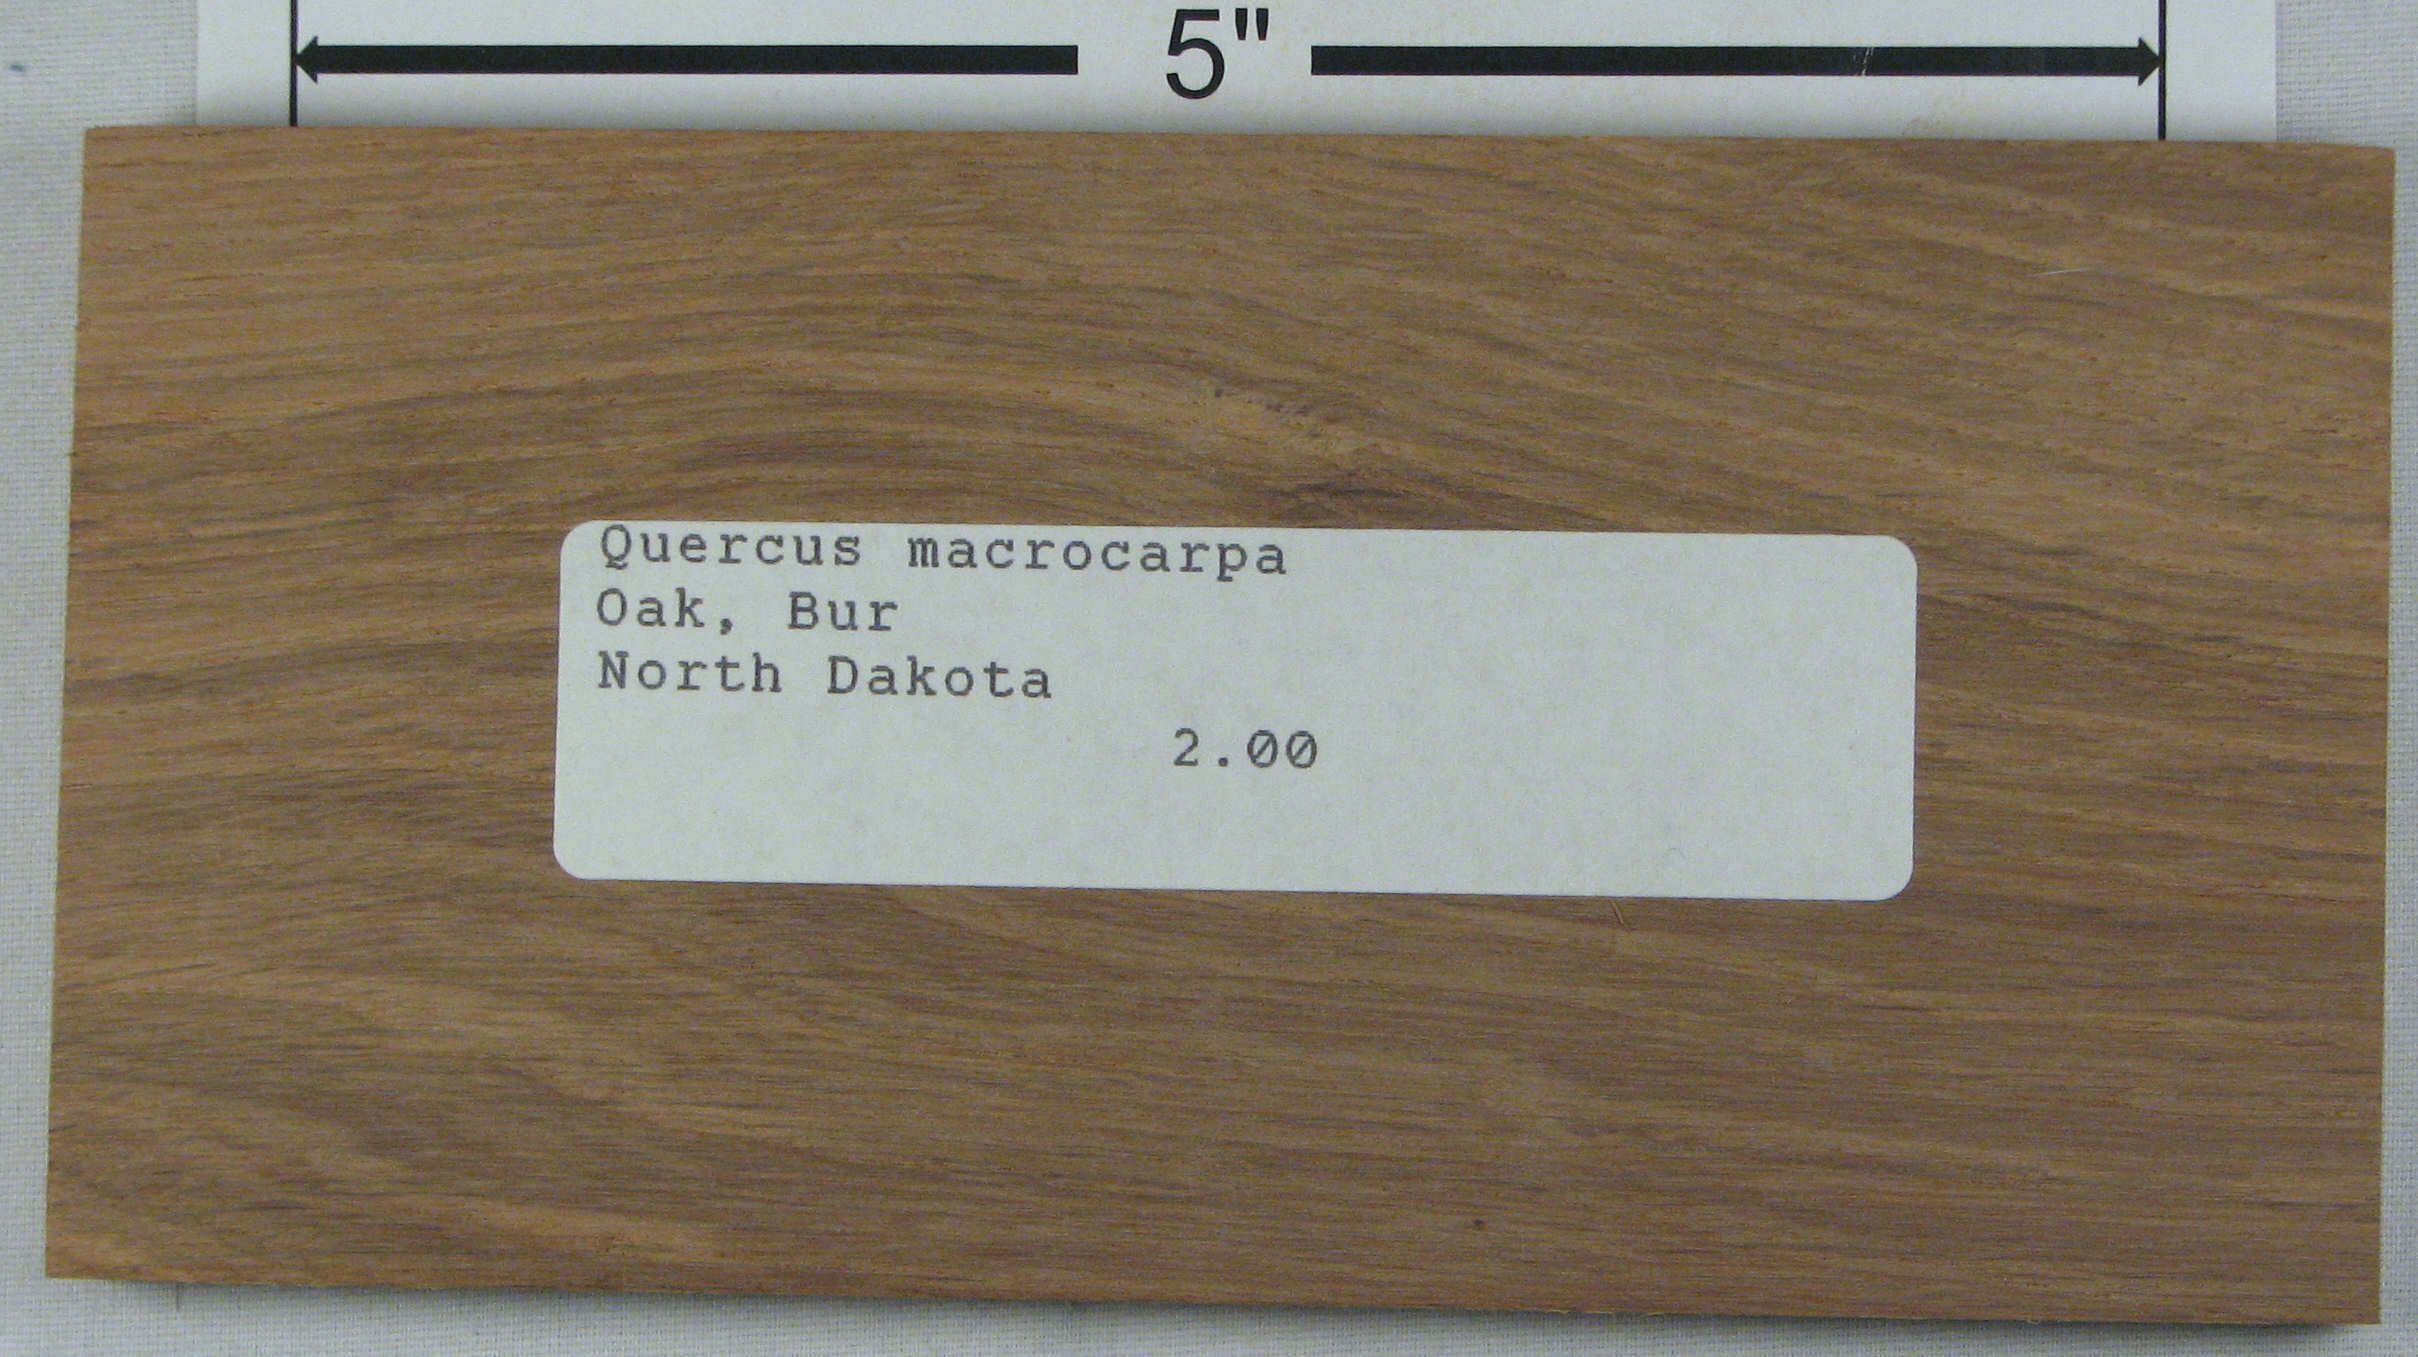 5"
Quercus macrocarpa
Oak, Bur
North Dakota
2.00